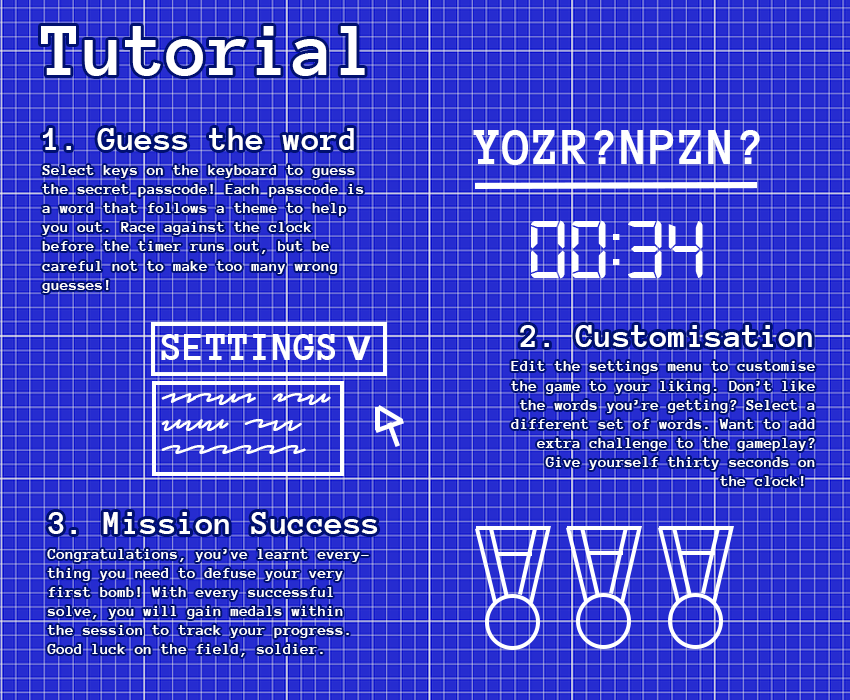 Tutorial
1. Guess the word
Select keys on the keyboard to guess
the secret passcode! Each passcode is
a word that follows a theme to help
you out. Race against the clock
before the timer runs out, but be
careful not to make too many wrong
guesses!
YOZR?NPZN?
00:34
SETTINGS V
2. Customisation
Edit the settings menu to customise
the game to your liking. Don't like
the words you're getting? Select a
different set of words. Want to add
extra challenge to the gameplay?
Give yourself thirty seconds on
the clock!
3. Mission Success
Congratulations, you've learnt every-
thing you need to defuse your very
first bomb! With every successful
solve, you will gain medals within
the session to track your progress.
Good luck on the field, soldier.